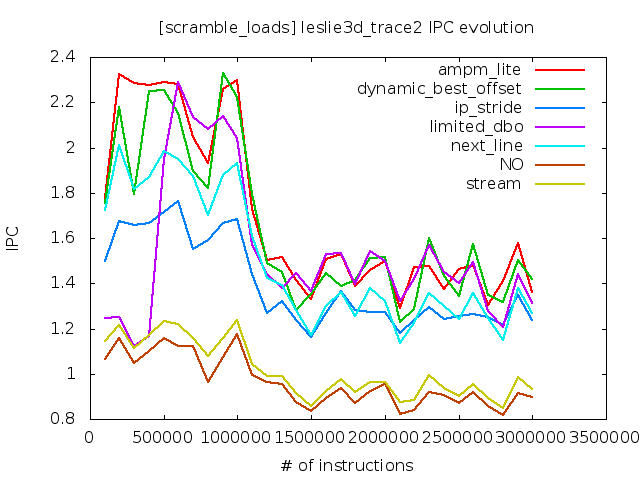 [scramble_loads] leslie3d_trace2 IPC evolution
2.4
2.2
2
1.8
1.6
1.4
1.2
1
0.8
IPC
ampm_lite
dynamic_best_offset
ip_stride
limited_dbo
next_line
NO
stream
0 500000 1000000 1500000 2000000 2500000 3000000 3500000
# of instructions